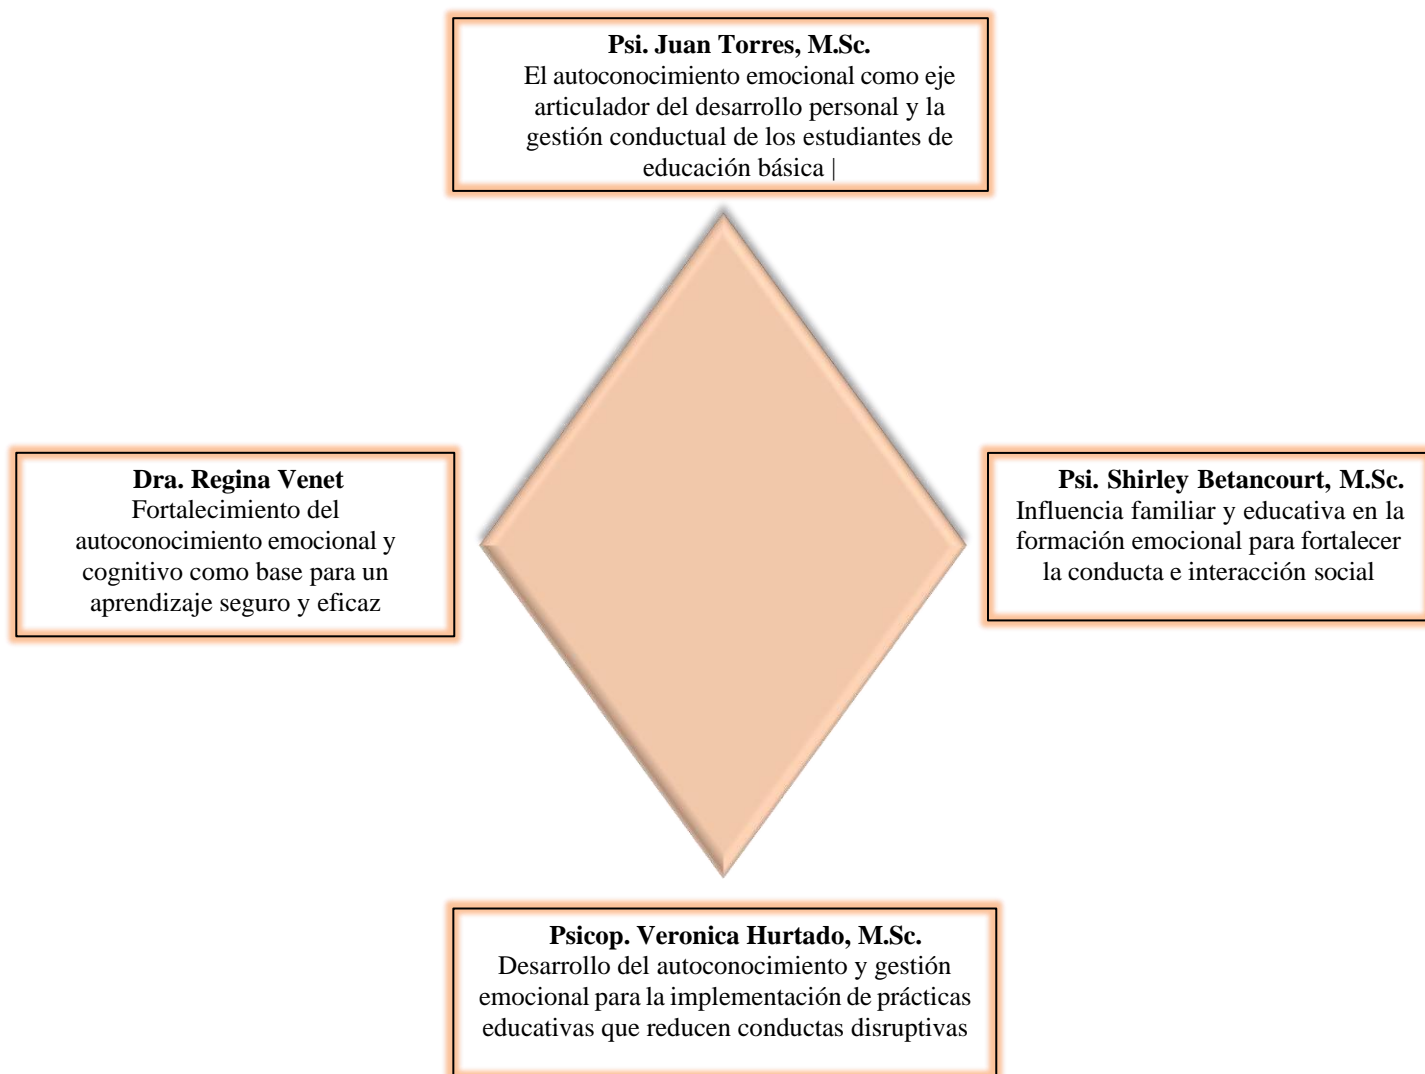 Psi. Juan Torres, M.Sc.
El autoconocimiento emocional como eje
articulador del desarrollo personal y la
gestión conductual de los estudiantes de
educación básica |
Dra. Regina Venet
Fortalecimiento del
autoconocimiento emocional y
cognitivo como base para un
aprendizaje seguro y eficaz
Psi. Shirley Betancourt, M.Sc.
Influencia familiar y educativa en la
formación emocional para fortalecer
la conducta e interacción social
Psicop. Veronica Hurtado, M.Sc.
Desarrollo del autoconocimiento y gestión
emocional para la implementación de prácticas
educativas que reducen conductas disruptivas